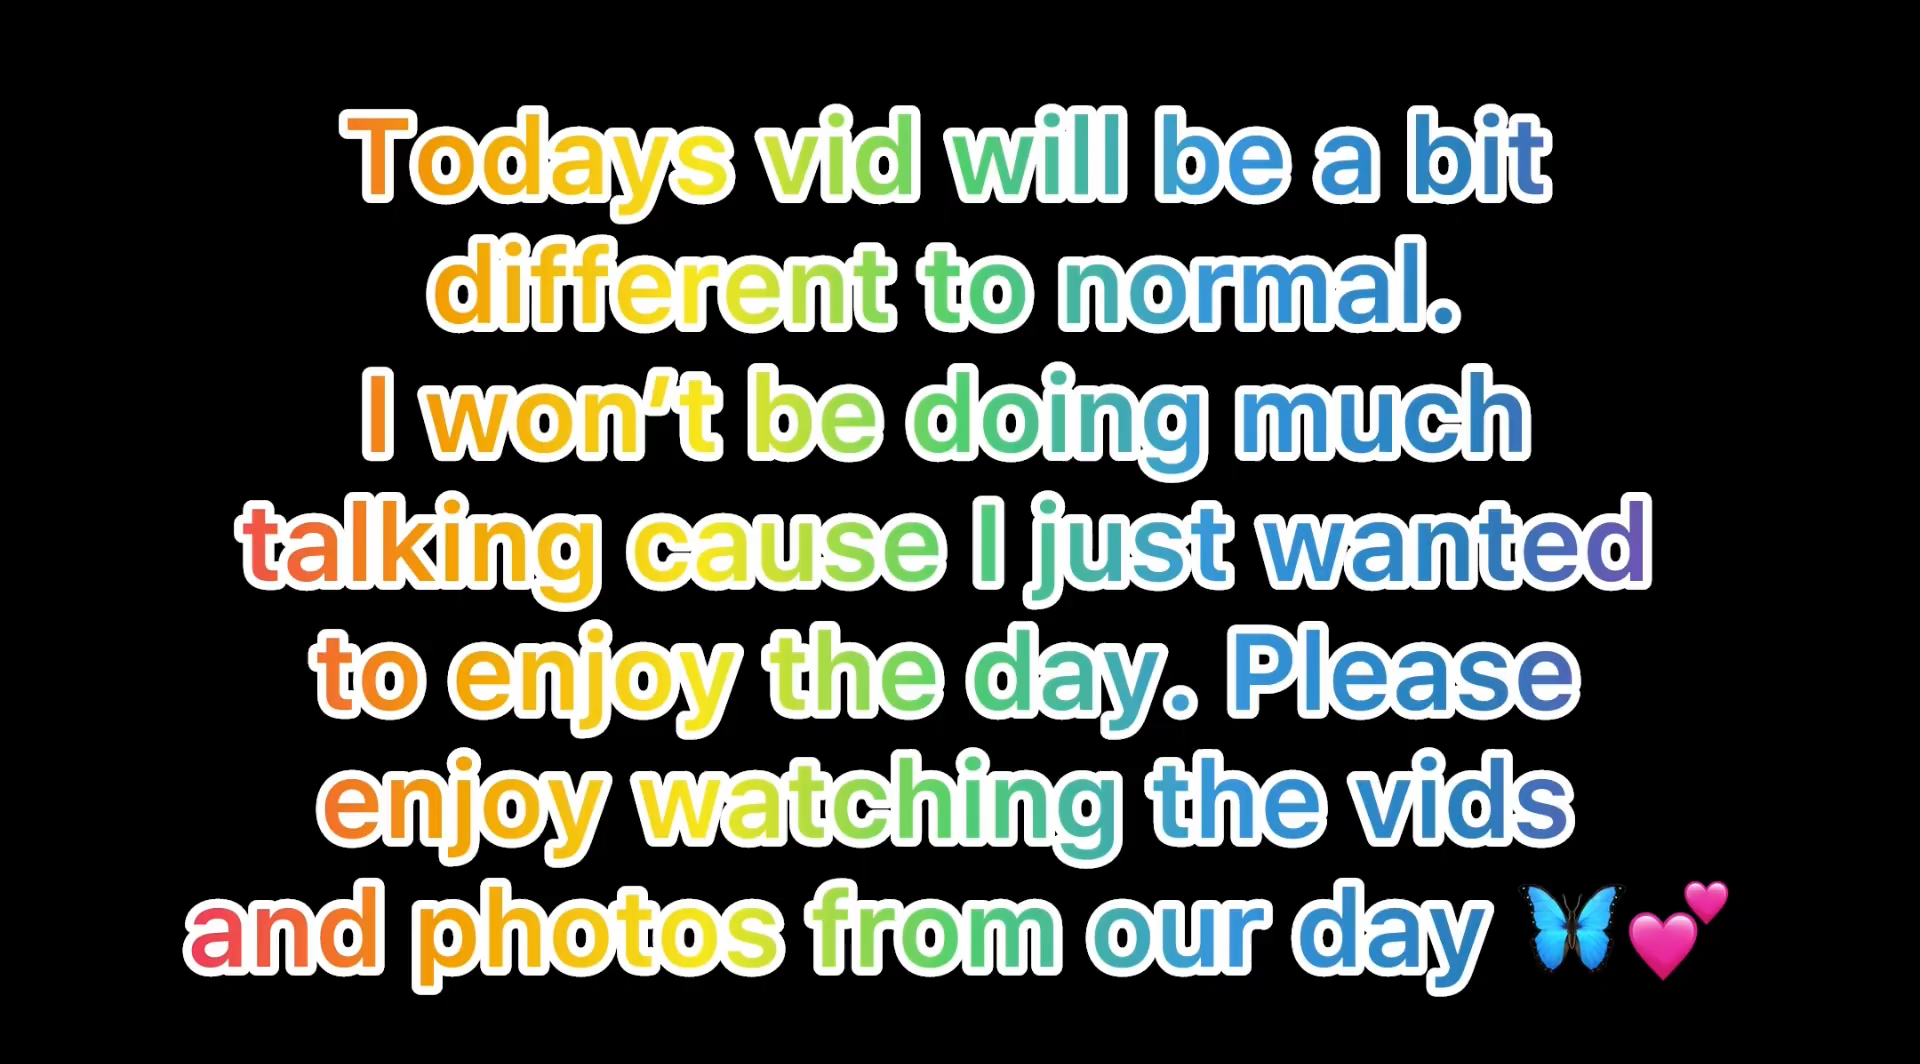 Todays vid will be a bit
different to normal.
I won’t be doing much
talking cause I just wanted
to enjoy the day. Please
enjoy watching the vids
and photos from our day 🦋💕